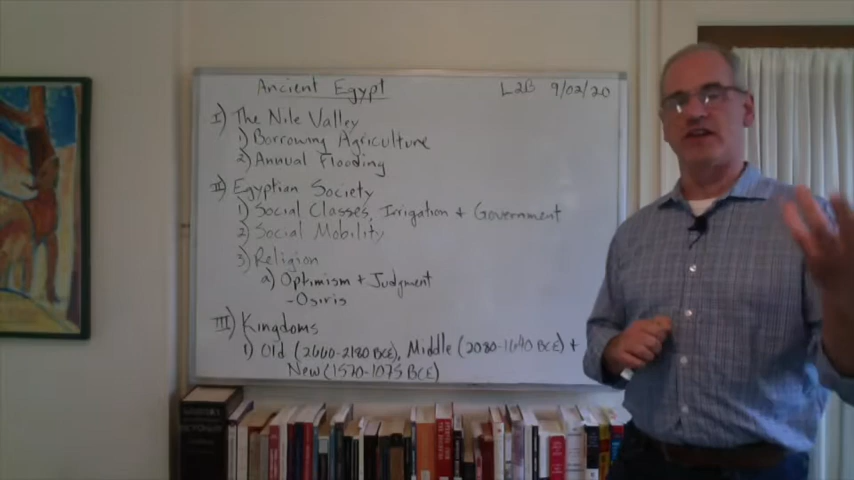 Ancient Egypt
L2B 9/02/20
I) The Nile Valley
1) Borrowing Agriculture
2) Annual Flooding
II) Egyptian Society
1) Social Classes, Irrigation + Government
2) Social Mobility
3) Religion
a) Optimism + Judgment
- Osiris
III) Kingdoms
1) Old (2660-2180 BCE), Middle (2080-1640 BCE) +
New (1570-1075 BCE)